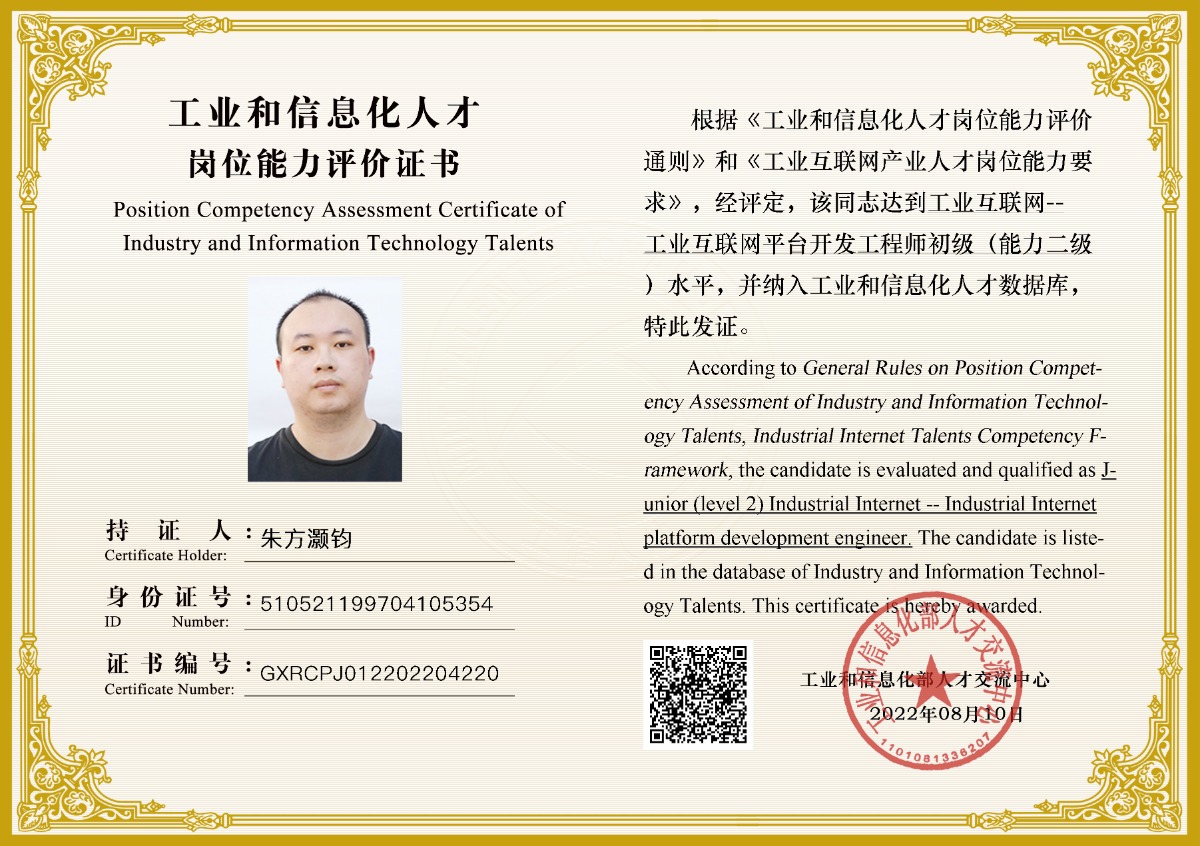 工业和信息化人才
岗位能力评价证书
Position Competency Assessment Certificate of
Industry and Information Technology Talents
持 证 人：朱方灏钧
Certificate Holder:
身 份 证 号：510521199704105354
ID Number:
证 书 编 号：GXRCPJ012202204220
Certificate Number:
根据《工业和信息化人才岗位能力评价
通则》和《工业互联网产业人才岗位能力要
求》，经评定，该同志达到工业互联网--
工业互联网平台开发工程师初级（能力二级
）水平，并纳入工业和信息化人才数据库，
特此发证。
According to General Rules on Position Compet-
ency Assessment of Industry and Information Technol-
ogy Talents, Industrial Internet Talents Competency F-
ramework, the candidate is evaluated and qualified as J-
unior (level 2) Industrial Internet -- Industrial Internet
platform development engineer. The candidate is liste-
d in the database of Industry and Information Technol-
ogy Talents. This certificate is hereby awarded.
工业和信息化部人才交流中心
2022年08月10日
工业和信息化部人才交流中心
1101081336207